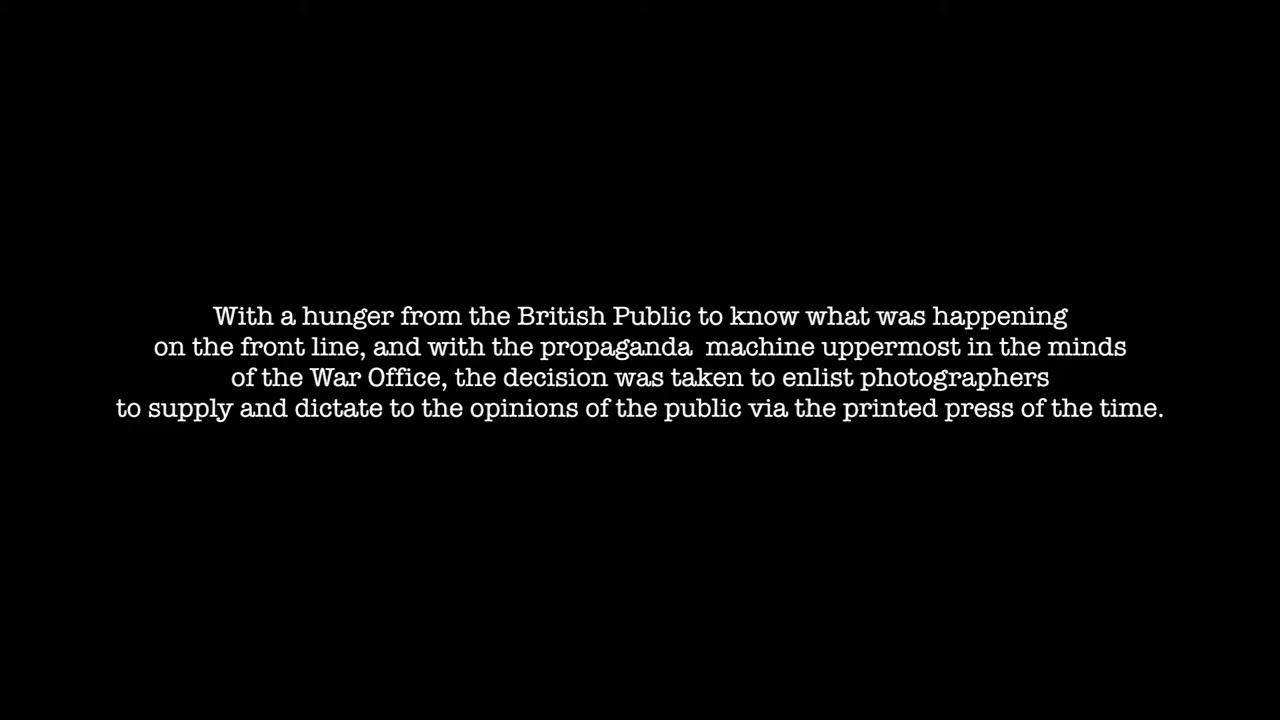 With a hunger from the British Public to know what was happening
on the front line, and with the propaganda  machine uppermost in the minds
of the War Office, the decision was taken to enlist photographers
to supply and dictate to the opinions of the public via the printed press of the time.